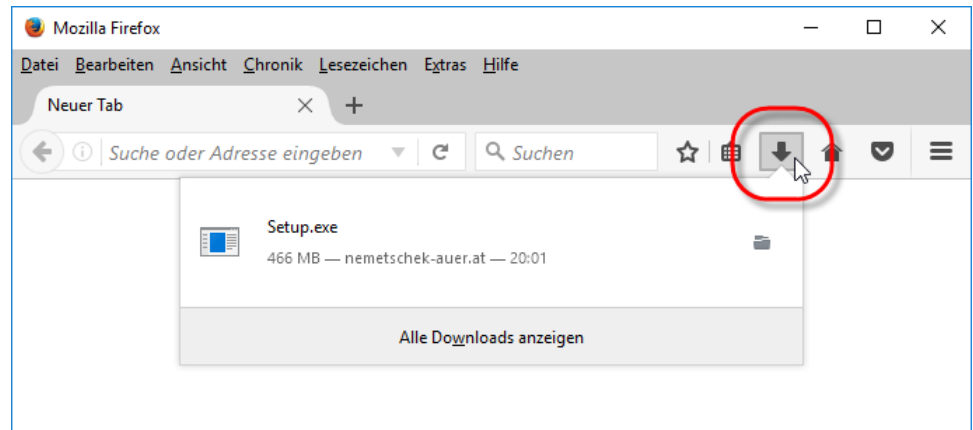 Mozilla Firefox
Datei Bearbeiten Ansicht Chronik Lesezeichen Extras Hilfe
Neuer Tab
Suche oder Adresse eingeben Suchen
Setup.exe
466 MB — nemetschek-auer.at — 20:01
Alle Downloads anzeigen